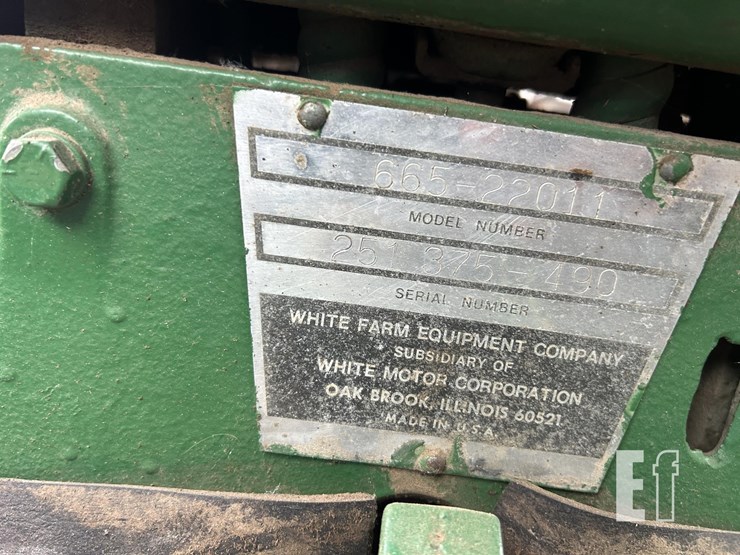 665-22011
MODEL NUMBER
251 375-490
SERIAL NUMBER
WHITE FARM EQUIPMENT COMPANY
SUBSIDIARY OF
WHITE MOTOR CORPORATION
OAK BROOK, ILLINOIS 60521
MADE IN U.S.A.
Ef